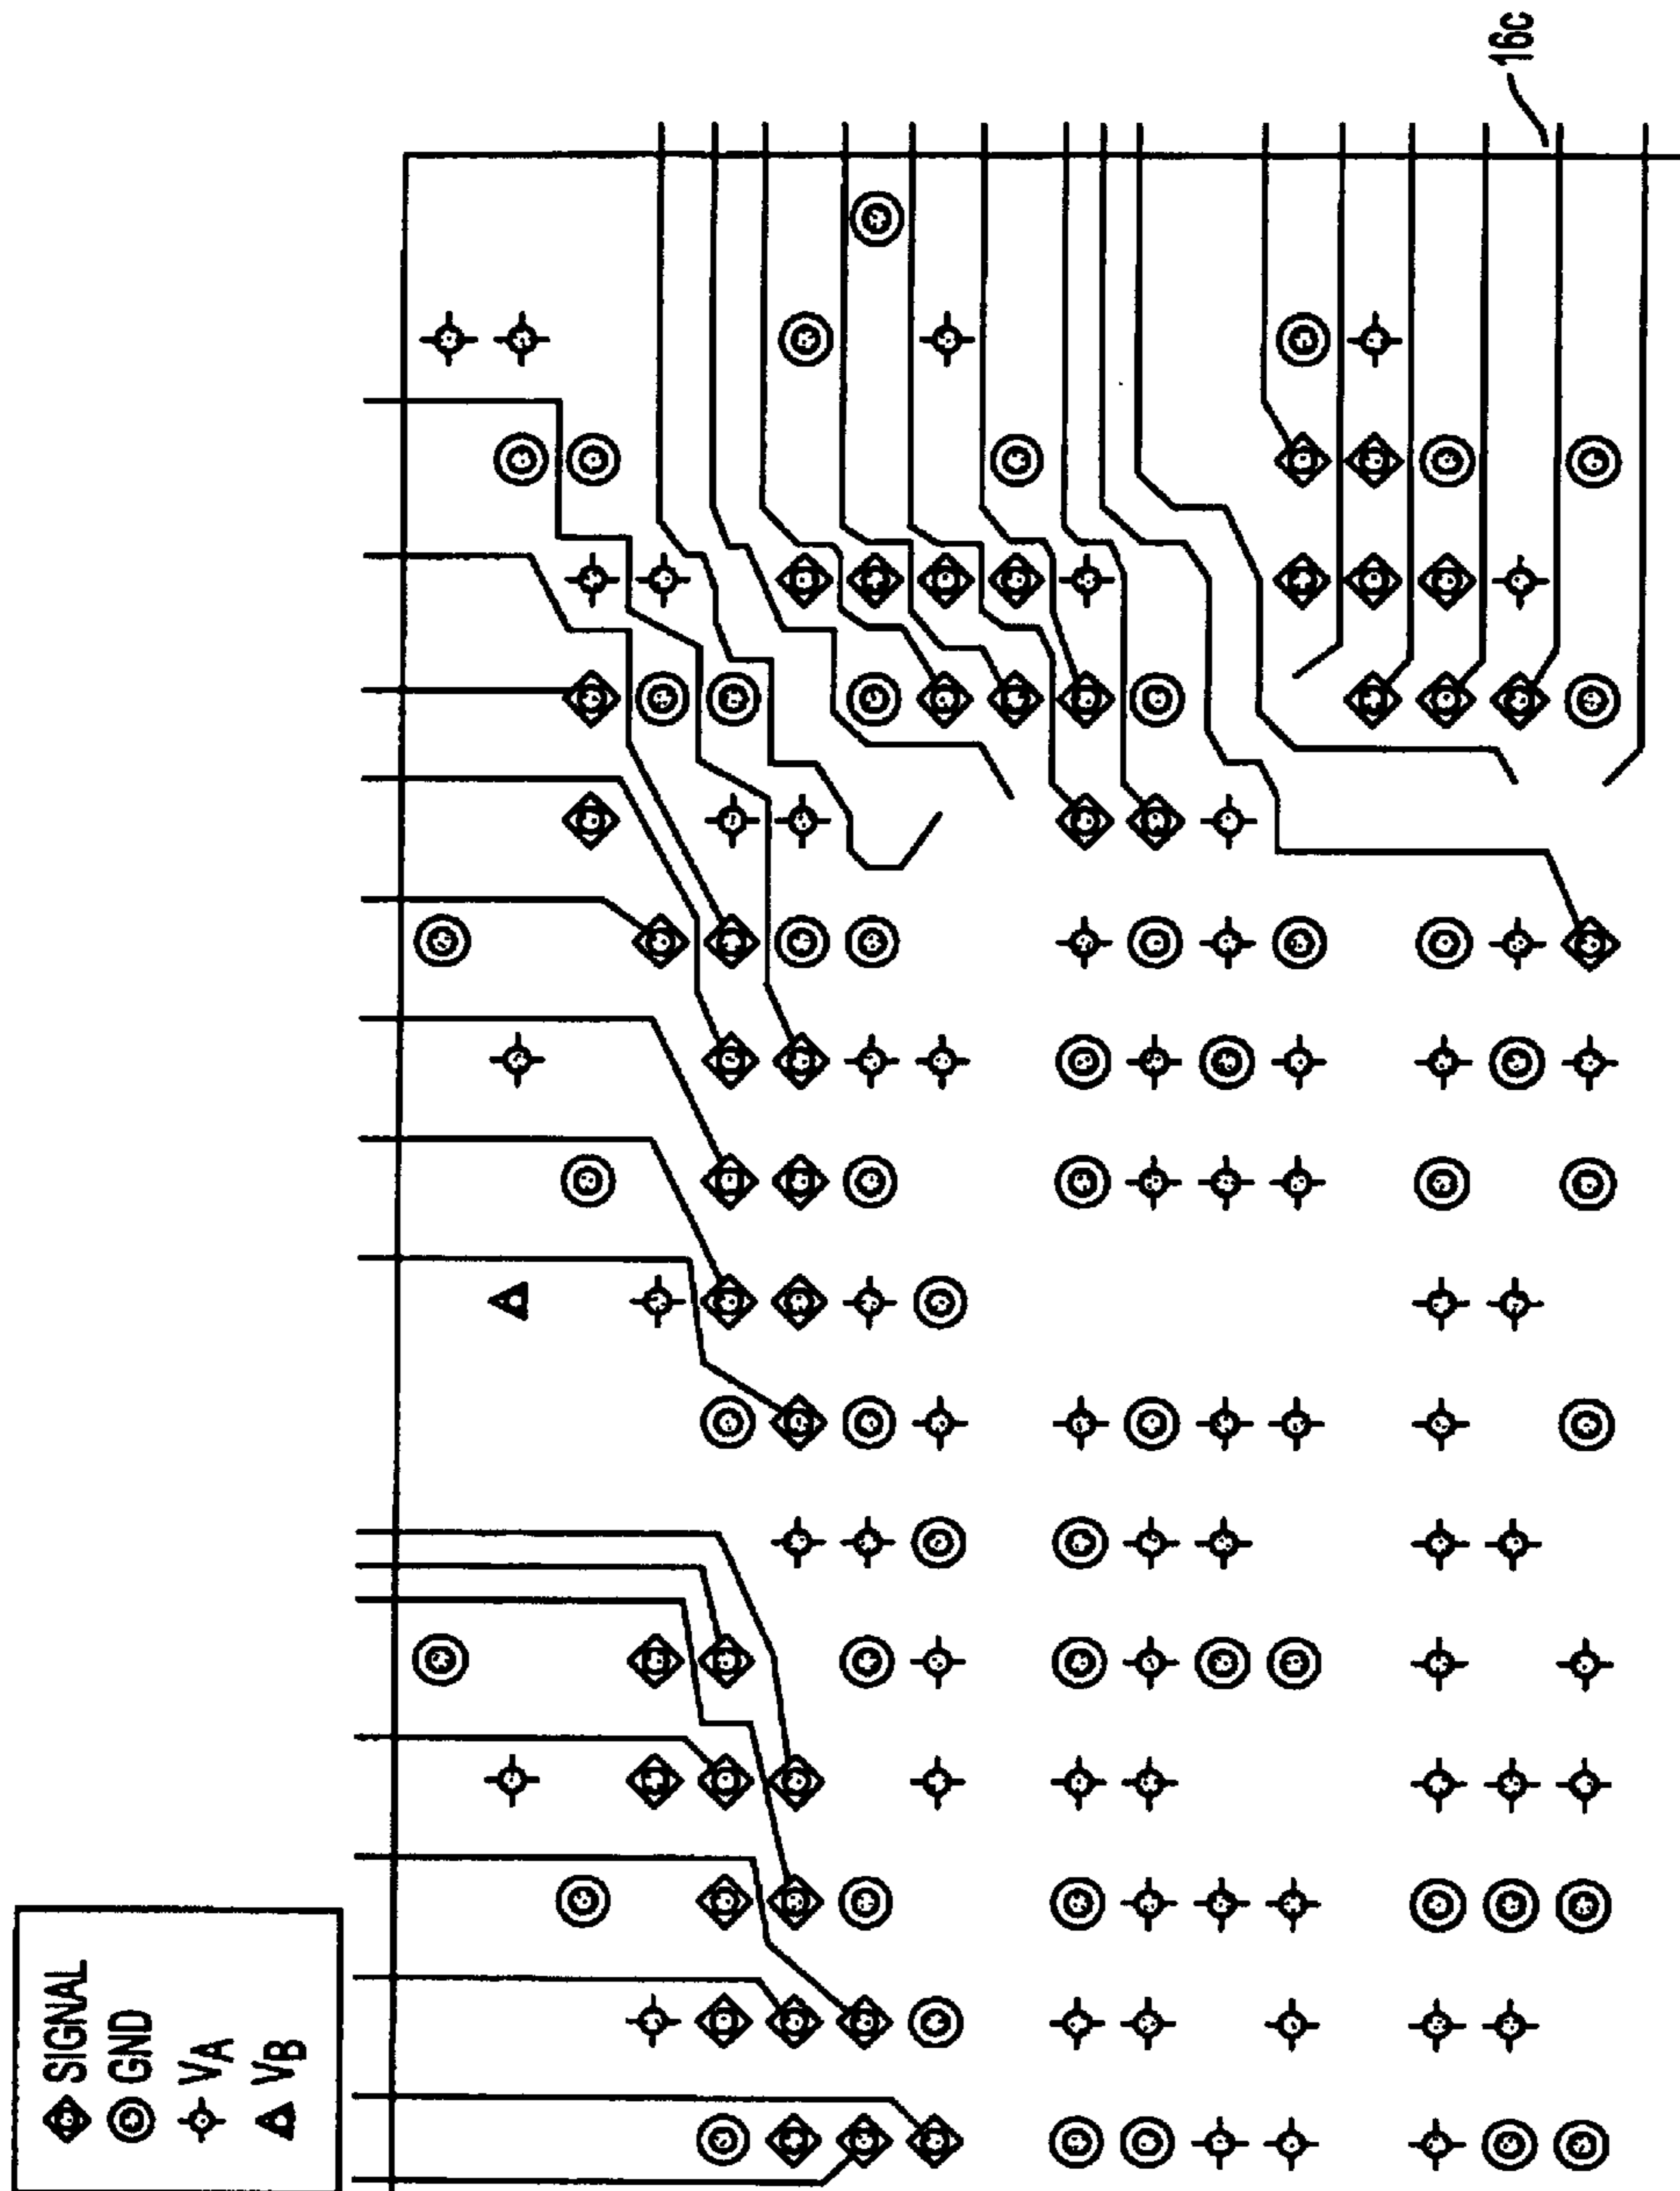 SIGNAL
GND
VA
VB
16c